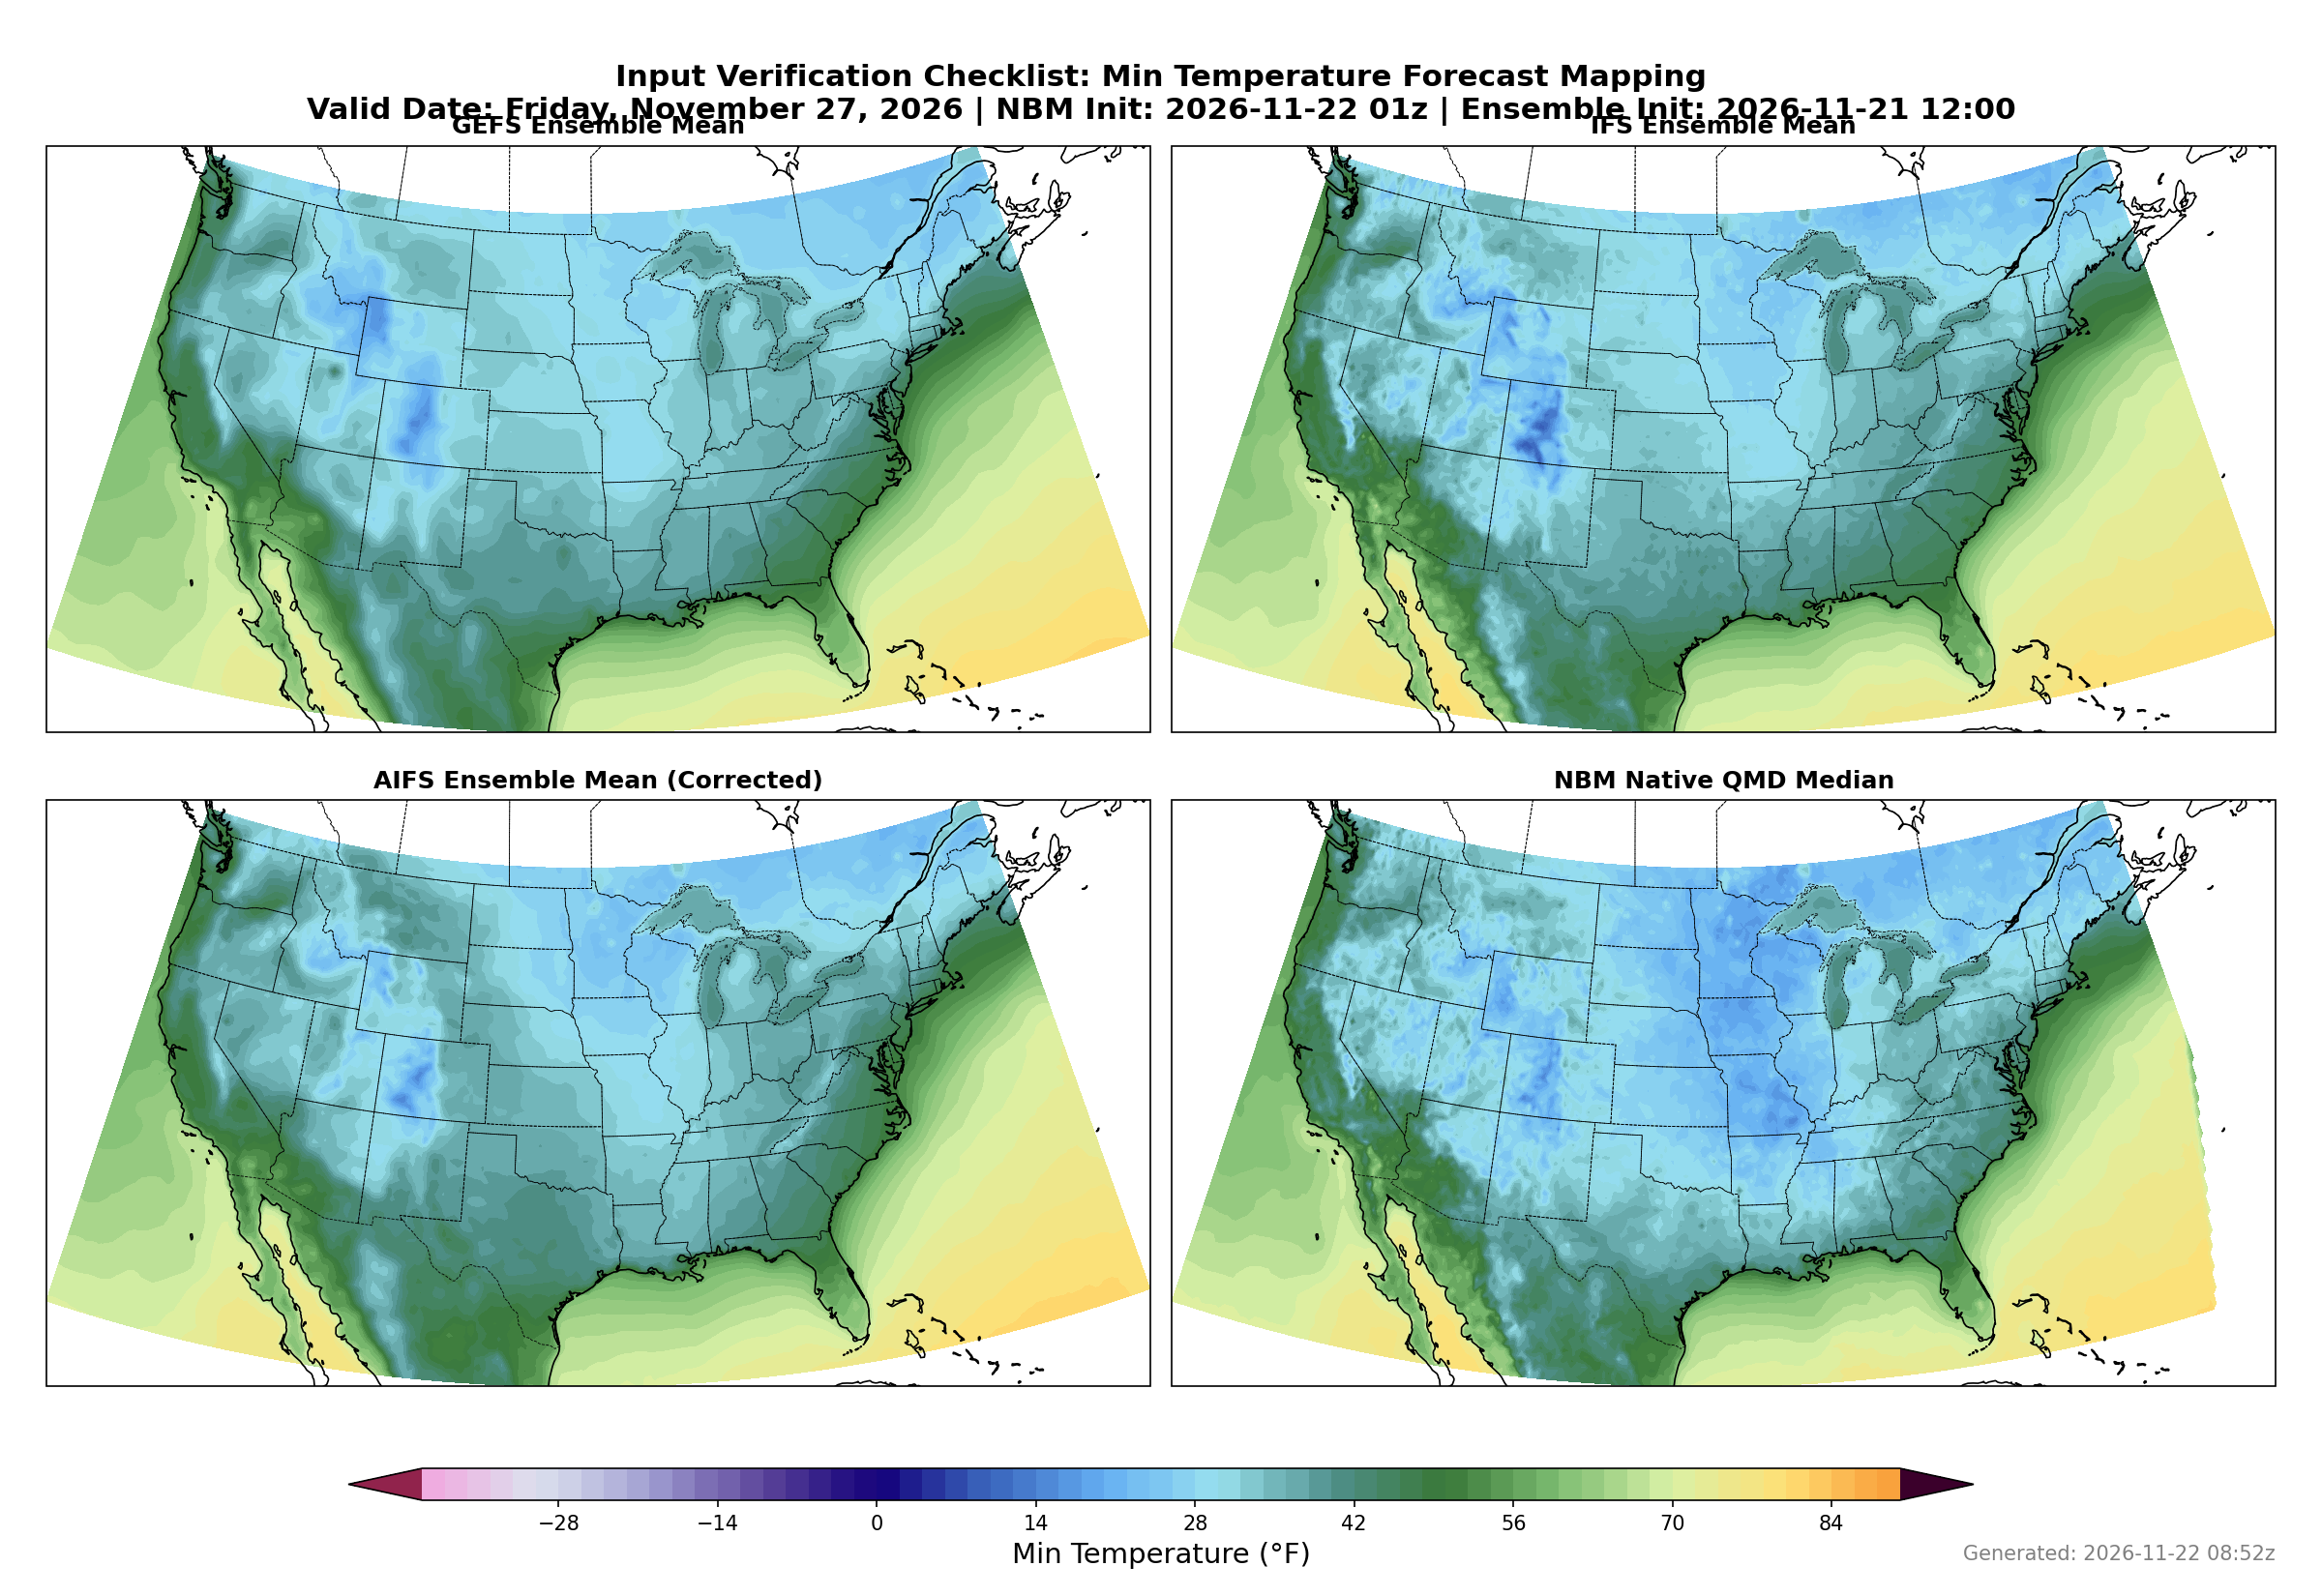 Input Verification Checklist: Min Temperature Forecast Mapping
Valid Date: Friday, November 27, 2026 | NBM Init: 2026-11-22 01z | Ensemble Init: 2026-11-21 12:00
GEFS Ensemble Mean
IFS Ensemble Mean
AIFS Ensemble Mean (Corrected)
NBM Native QMD Median
−28 −14 0 14 28 42 56 70 84
Min Temperature (°F)
Generated: 2026-11-22 08:52z